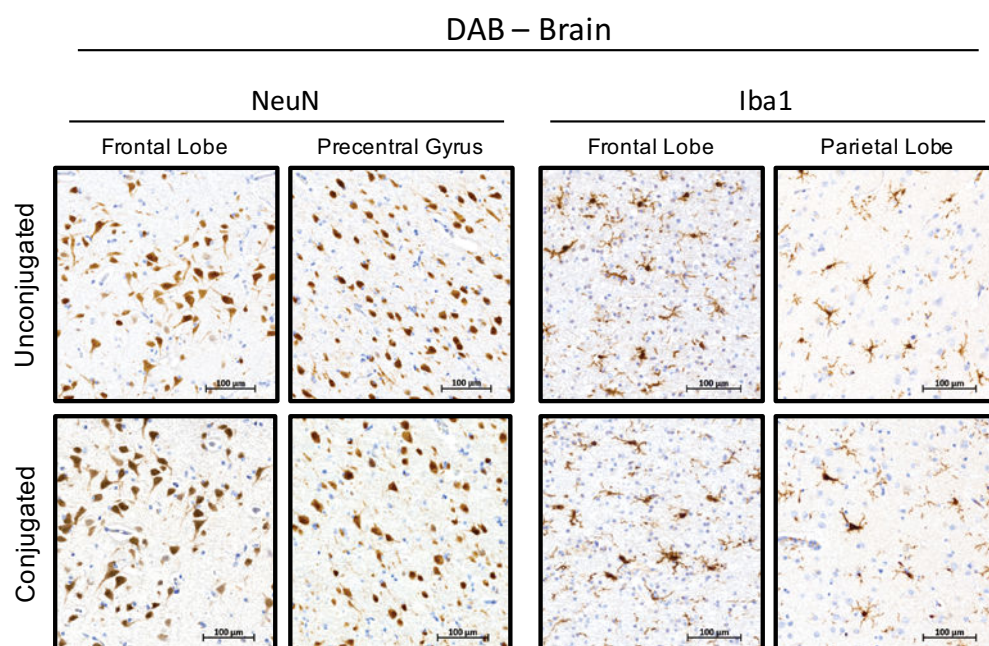 DAB – Brain
NeuN
Iba1
Frontal Lobe
Precentral Gyrus
Frontal Lobe
Parietal Lobe
Unconjugated
100 µm
100 µm
100 µm
100 µm
Conjugated
100 µm
100 µm
100 µm
100 µm